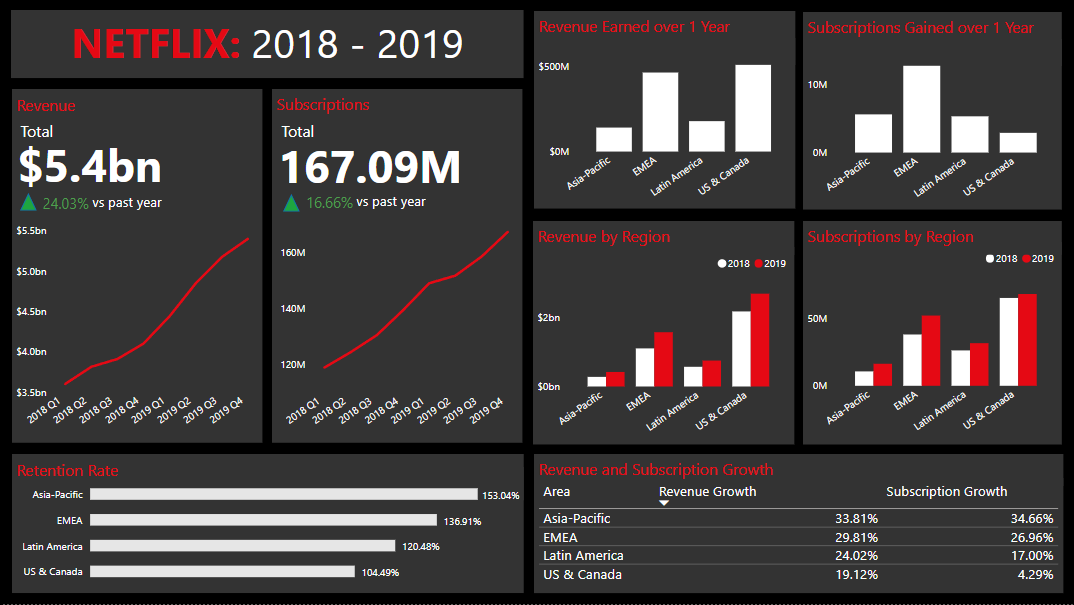 NETFLIX: 2018 - 2019
Revenue
Total
$5.4bn
24.03% vs past year
$5.5bn
$5.0bn
$4.5bn
$4.0bn
$3.5bn
2018 Q1
2018 Q2
2018 Q3
2018 Q4
2019 Q1
2019 Q2
2019 Q3
2019 Q4
Subscriptions
Total
167.09M
16.66% vs past year
160M
140M
120M
2018 Q1
2018 Q2
2018 Q3
2018 Q4
2019 Q1
2019 Q2
2019 Q3
2019 Q4
Revenue Earned over 1 Year
$500M
$0M
Asia-Pacific
EMEA
Latin America
US & Canada
Subscriptions Gained over 1 Year
10M
0M
Asia-Pacific
EMEA
Latin America
US & Canada
Revenue by Region
2018 2019
$2bn
$0bn
Asia-Pacific
EMEA
Latin America
US & Canada
Subscriptions by Region
2018 2019
50M
0M
Asia-Pacific
EMEA
Latin America
US & Canada
Retention Rate
Asia-Pacific 153.04%
EMEA 136.91%
Latin America 120.48%
US & Canada 104.49%
Revenue and Subscription Growth
Area Revenue Growth Subscription Growth
Asia-Pacific 33.81% 34.66%
EMEA 29.81% 26.96%
Latin America 24.02% 17.00%
US & Canada 19.12% 4.29%